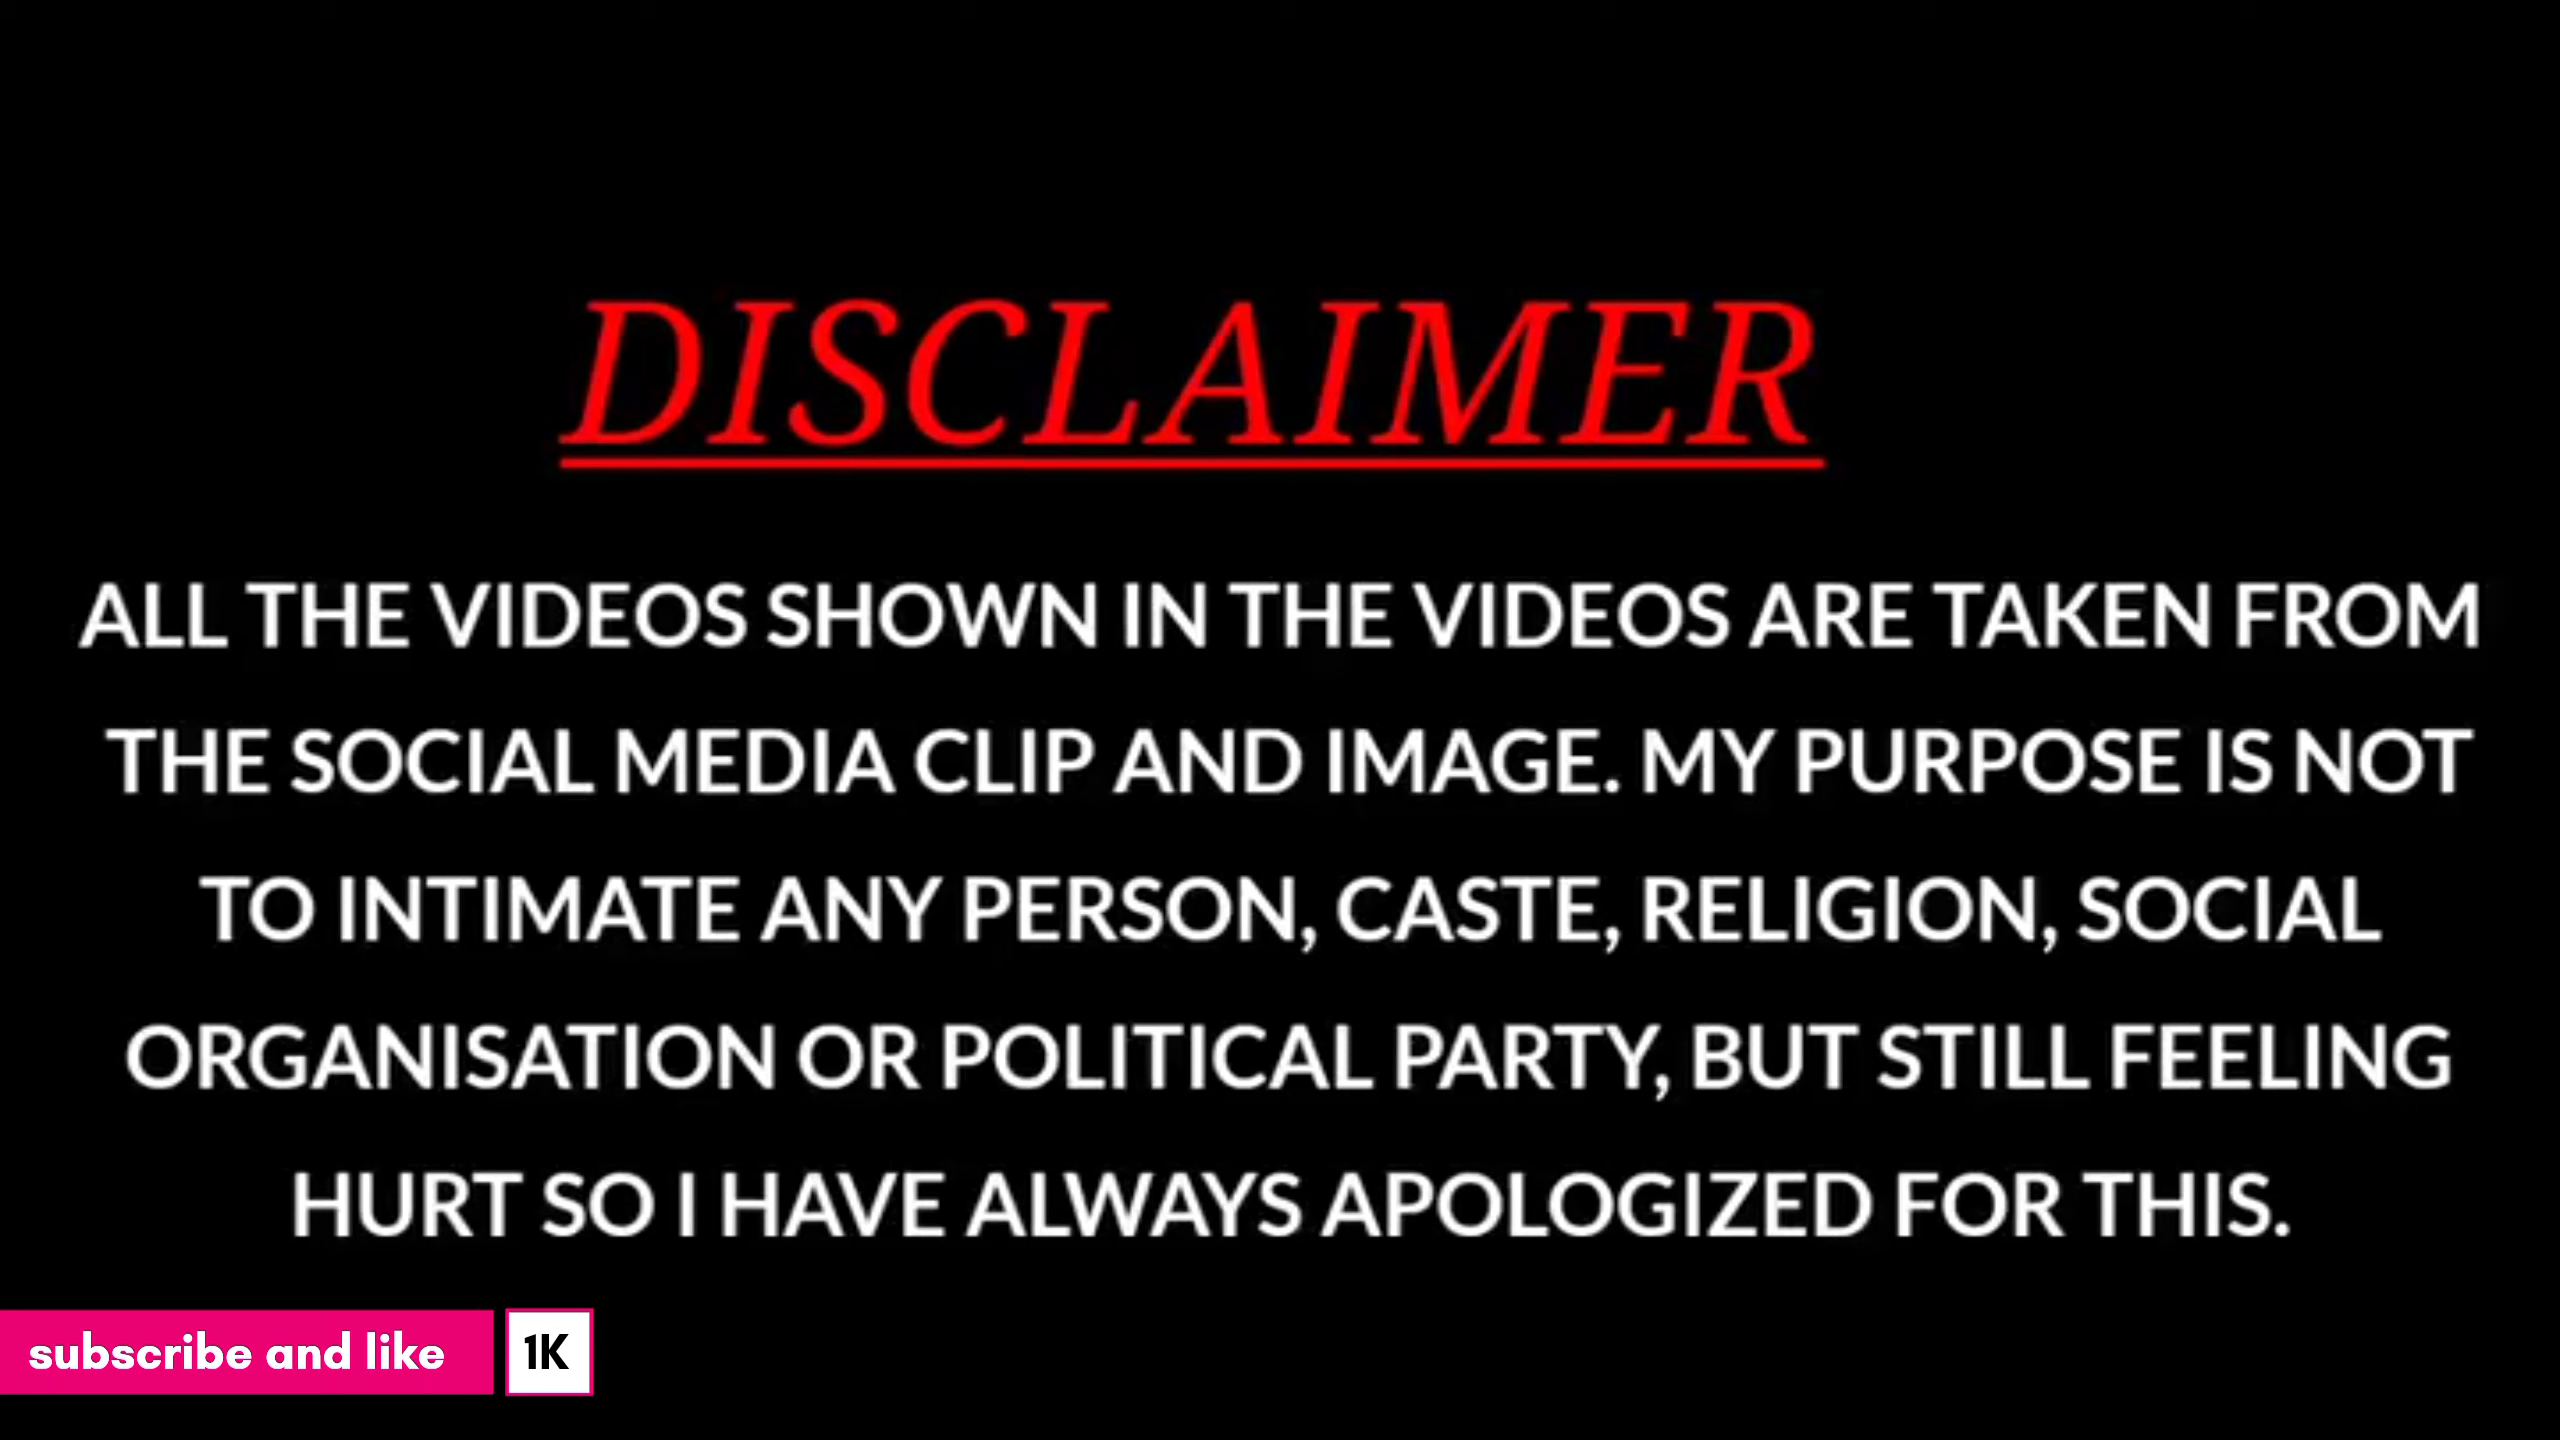 DISCLAIMER
ALL THE VIDEOS SHOWN IN THE VIDEOS ARE TAKEN FROM
THE SOCIAL MEDIA CLIP AND IMAGE. MY PURPOSE IS NOT
TO INTIMATE ANY PERSON, CASTE, RELIGION, SOCIAL
ORGANISATION OR POLITICAL PARTY, BUT STILL FEELING
HURT SO I HAVE ALWAYS APOLOGIZED FOR THIS.
subscribe and like 1K